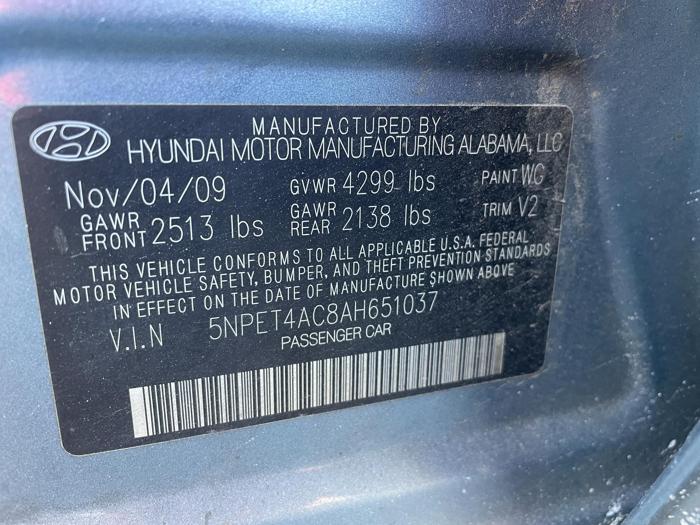 MANUFACTURED BY
HYUNDAI MOTOR MANUFACTURING ALABAMA, LLC
Nov/04/09 GVWR 4299 lbs PAINT WC
GAWR FRONT 2513 lbs GAWR REAR 2138 lbs TRIM V2
THIS VEHICLE CONFORMS TO ALL APPLICABLE U.S.A. FEDERAL
MOTOR VEHICLE SAFETY, BUMPER, AND THEFT PREVENTION STANDARDS
IN EFFECT ON THE DATE OF MANUFACTURE SHOWN ABOVE
V.I.N 5NPET4AC8AH651037
PASSENGER CAR